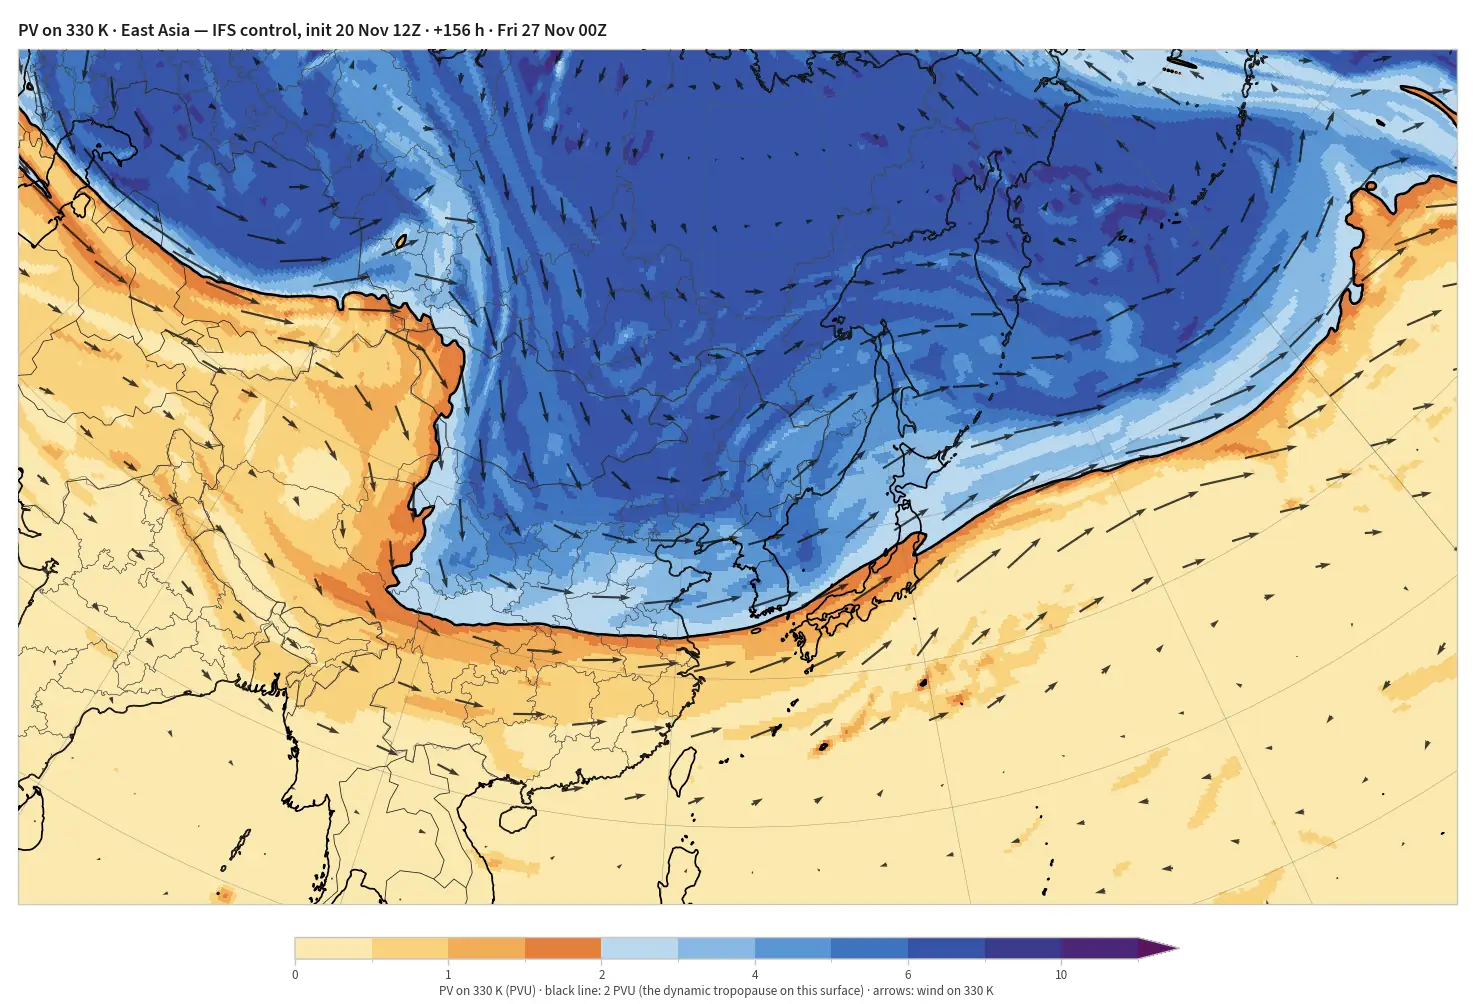 PV on 330 K · East Asia — IFS control, init 20 Nov 12Z · +156 h · Fri 27 Nov 00Z
0 1 2 4 6 10
PV on 330 K (PVU) · black line: 2 PVU (the dynamic tropopause on this surface) · arrows: wind on 330 K